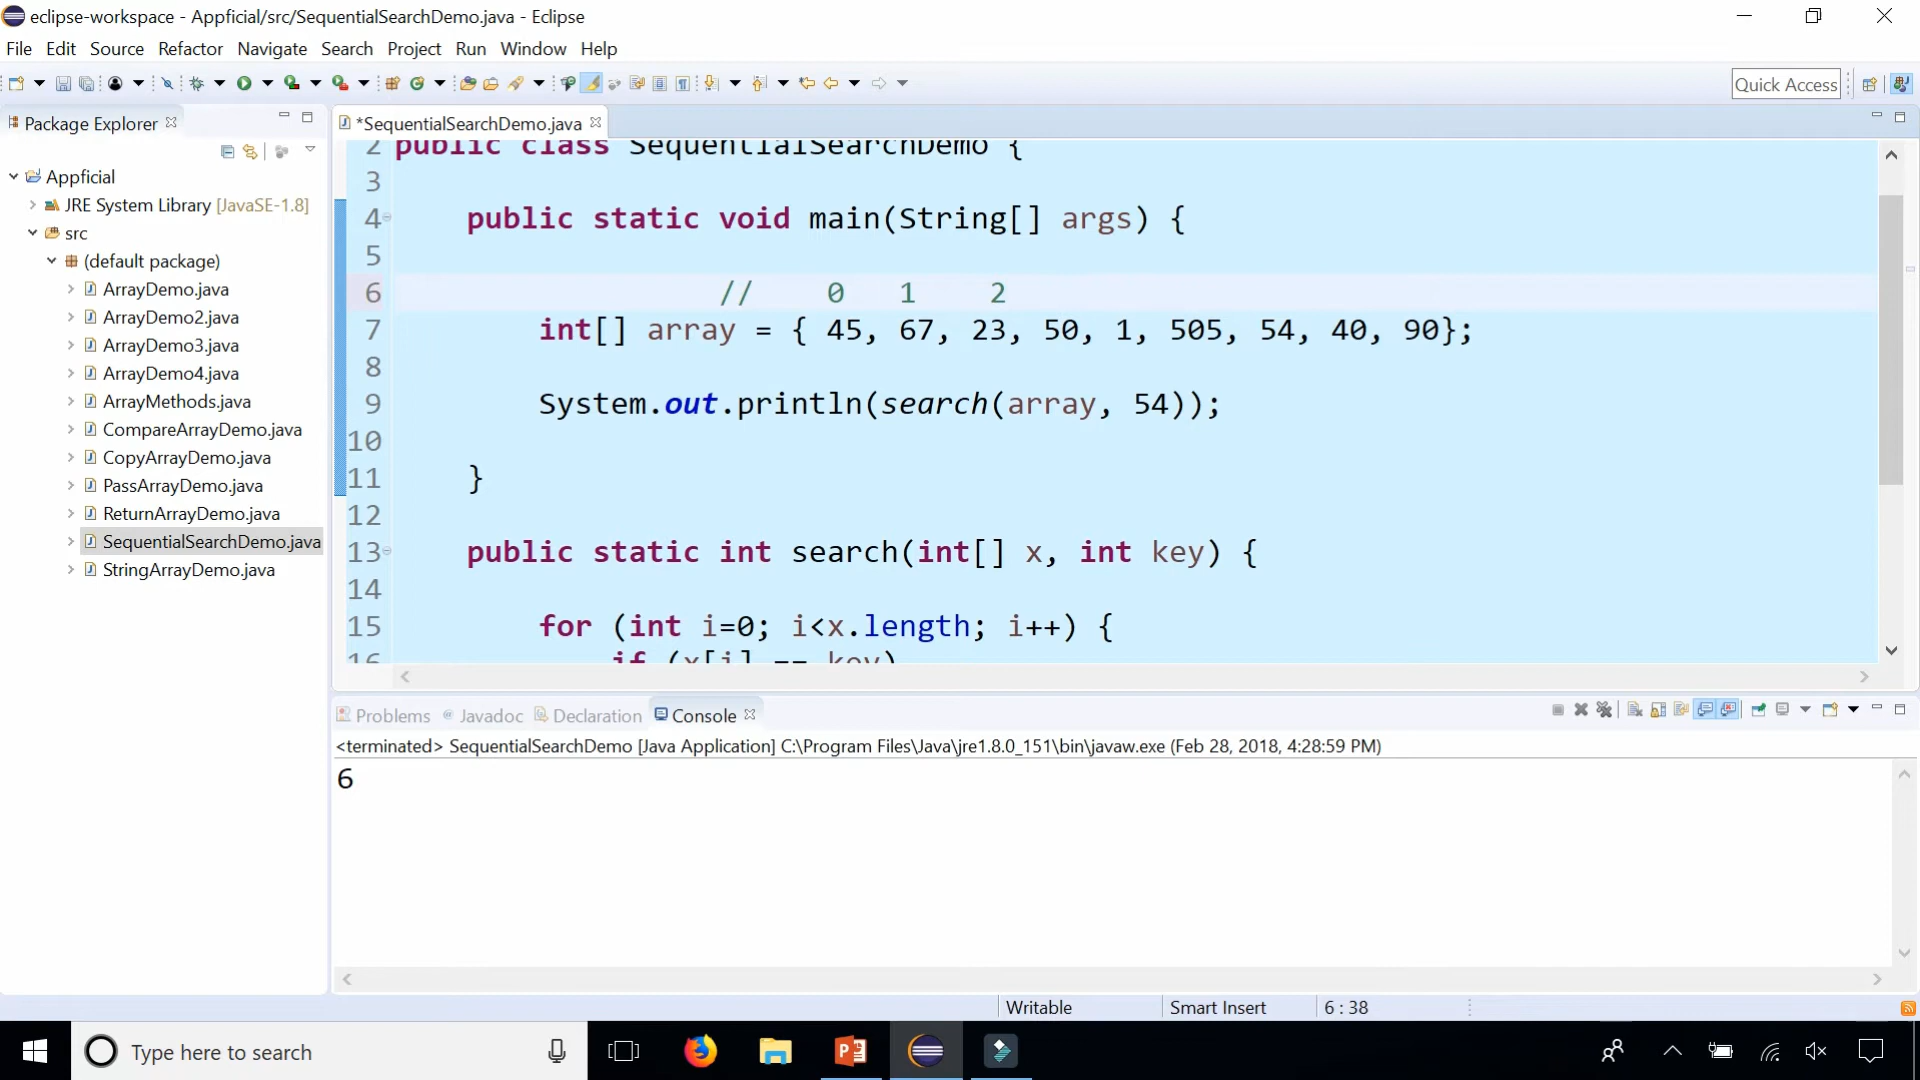 eclipse-workspace - Appficial/src/SequentialSearchDemo.java - Eclipse
File Edit Source Refactor Navigate Search Project Run Window Help
Quick Access
Package Explorer
*SequentialSearchDemo.java
Appficial
JRE System Library [JavaSE-1.8]
src
(default package)
ArrayDemo.java
ArrayDemo2.java
ArrayDemo3.java
ArrayDemo4.java
ArrayMethods.java
CompareArrayDemo.java
CopyArrayDemo.java
PassArrayDemo.java
ReturnArrayDemo.java
SequentialSearchDemo.java
StringArrayDemo.java
2 public class SequentialSearchDemo {
3
4 public static void main(String[] args) {
5
6 // 0 1 2
7 int[] array = { 45, 67, 23, 50, 1, 505, 54, 40, 90};
8
9 System.out.println(search(array, 54));
10
11 }
12
13 public static int search(int[] x, int key) {
14
15 for (int i=0; i<x.length; i++) {
16 if (x[i] == key)
Problems Javadoc Declaration Console
<terminated> SequentialSearchDemo [Java Application] C:\Program Files\Java\jre1.8.0_151\bin\javaw.exe (Feb 28, 2018, 4:28:59 PM)
6
Writable Smart Insert 6 : 38
Type here to search